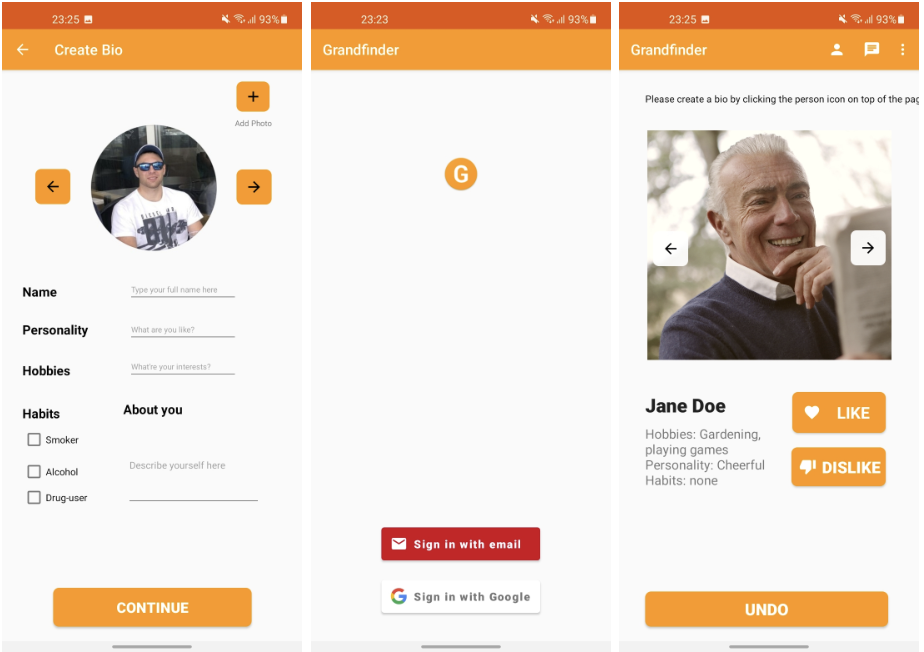 23:25 93%
Create Bio
+
Add Photo
Name Type your full name here
Personality What are you like?
Hobbies What're your interests?
Habits About you
Smoker
Describe yourself here
Alcohol
Drug-user
CONTINUE
23:23 93%
Grandfinder
G
Sign in with email
G Sign in with Google
23:25 93%
Grandfinder
Please create a bio by clicking the person icon on top of the pag
Jane Doe
LIKE
Hobbies: Gardening,
playing games
Personality: Cheerful
Habits: none
DISLIKE
UNDO